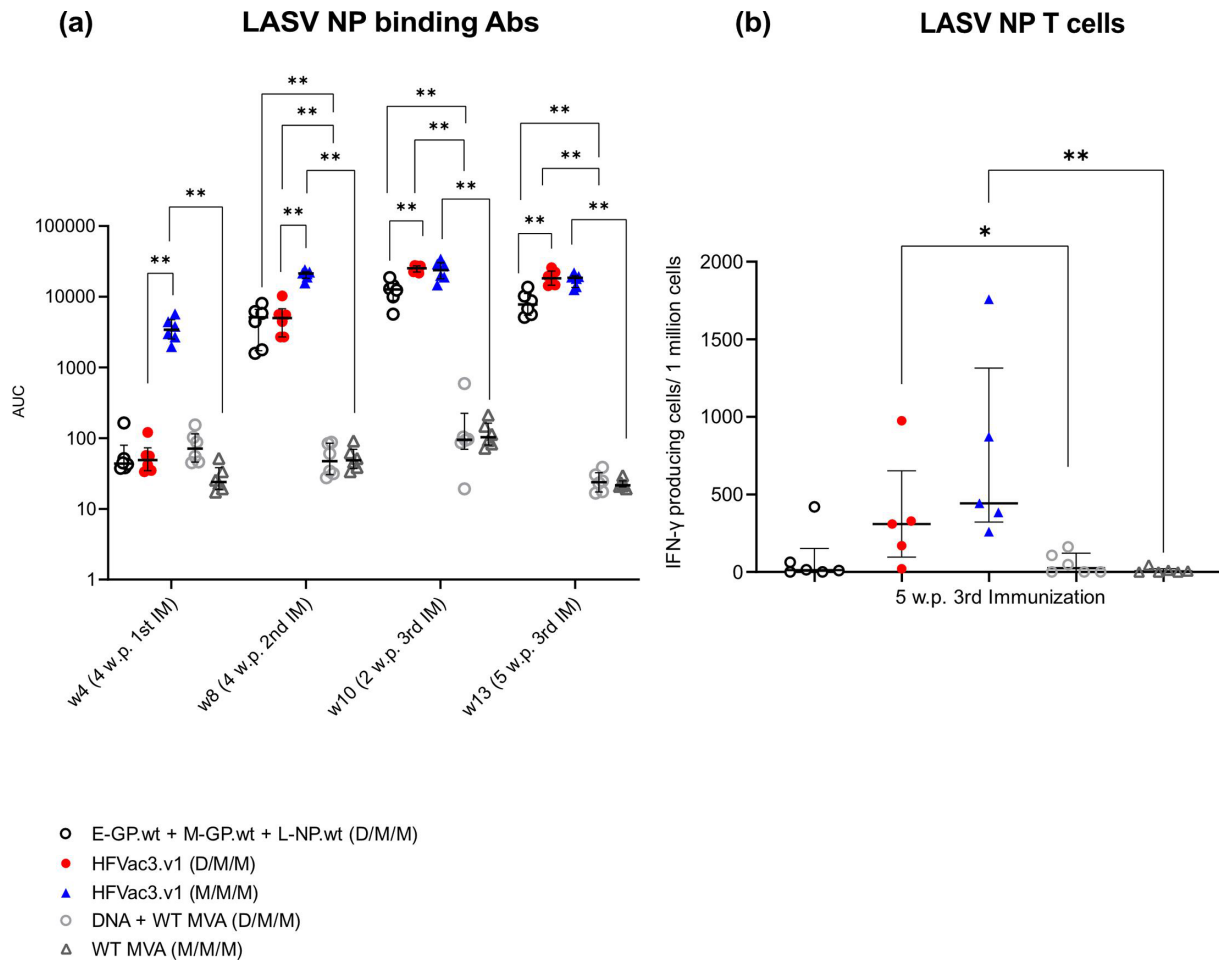 (a) LASV NP binding Abs
(b) LASV NP T cells
** ** ** ** ** ** ** ** ** ** ** ** ** ** **
AUC
100000
10000
1000
100
10
1
w4 (4 w.p. 1st IM)
w8 (4 w.p. 2nd IM)
w10 (2 w.p. 3rd IM)
w13 (5 w.p. 3rd IM)
**
*
IFN-γ producing cells/ 1 million cells
2000
1500
1000
500
0
5 w.p. 3rd Immunization
E-GP.wt + M-GP.wt + L-NP.wt (D/M/M)
HFVac3.v1 (D/M/M)
HFVac3.v1 (M/M/M)
DNA + WT MVA (D/M/M)
WT MVA (M/M/M)